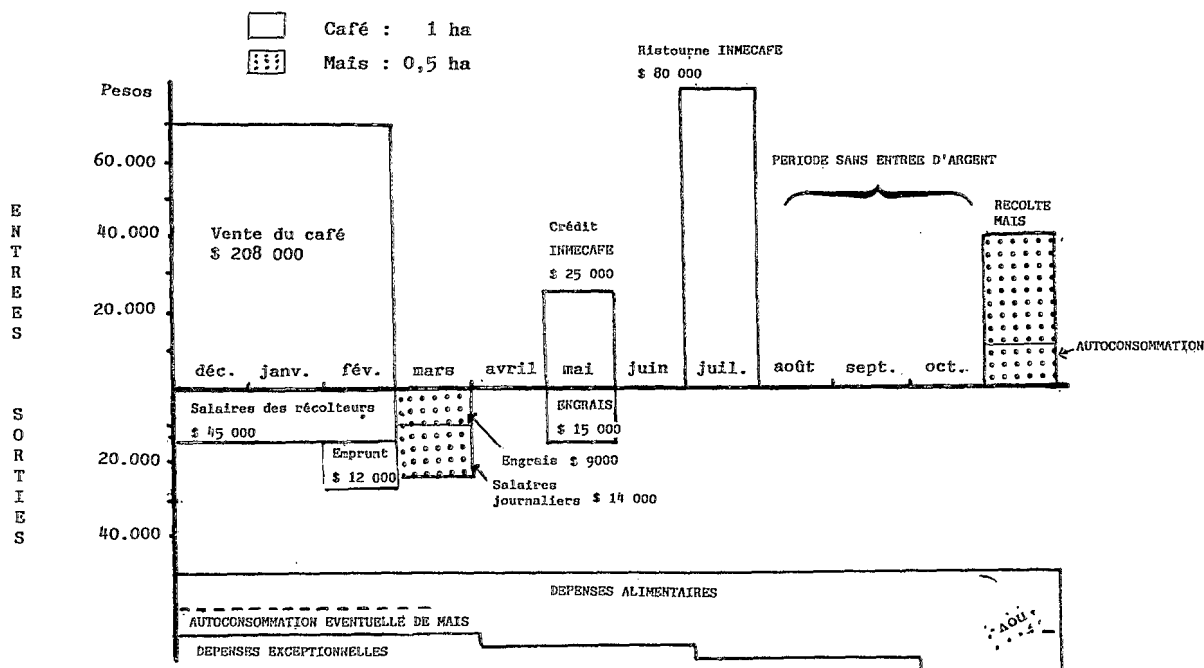 Café : 1 ha
Maîs : 0,5 ha
Ristourne INMECAFE
$ 80 000
Pesos
60.000
40.000
20.000
ENTREES
PERIODE SANS ENTREE D'ARGENT
RECOLTE
MAIS
Vente du café
$ 208 000
Crédit
INMECAFE
$ 25 000
AUTOCONSOMMATION
déc. janv. fév. mars avril mai juin juil. août sept. oct.
SORTIES
Salaires des récolteurs
$ 45 000
ENGRAIS
$ 15 000
Emprunt
$ 12 000
Engrais $ 9000
Salaires
journaliers $ 14 000
20.000
40.000
DEPENSES ALIMENTAIRES
AUTOCONSOMMATION EVENTUELLE DE MAIS
DEPENSES EXCEPTIONNELLES